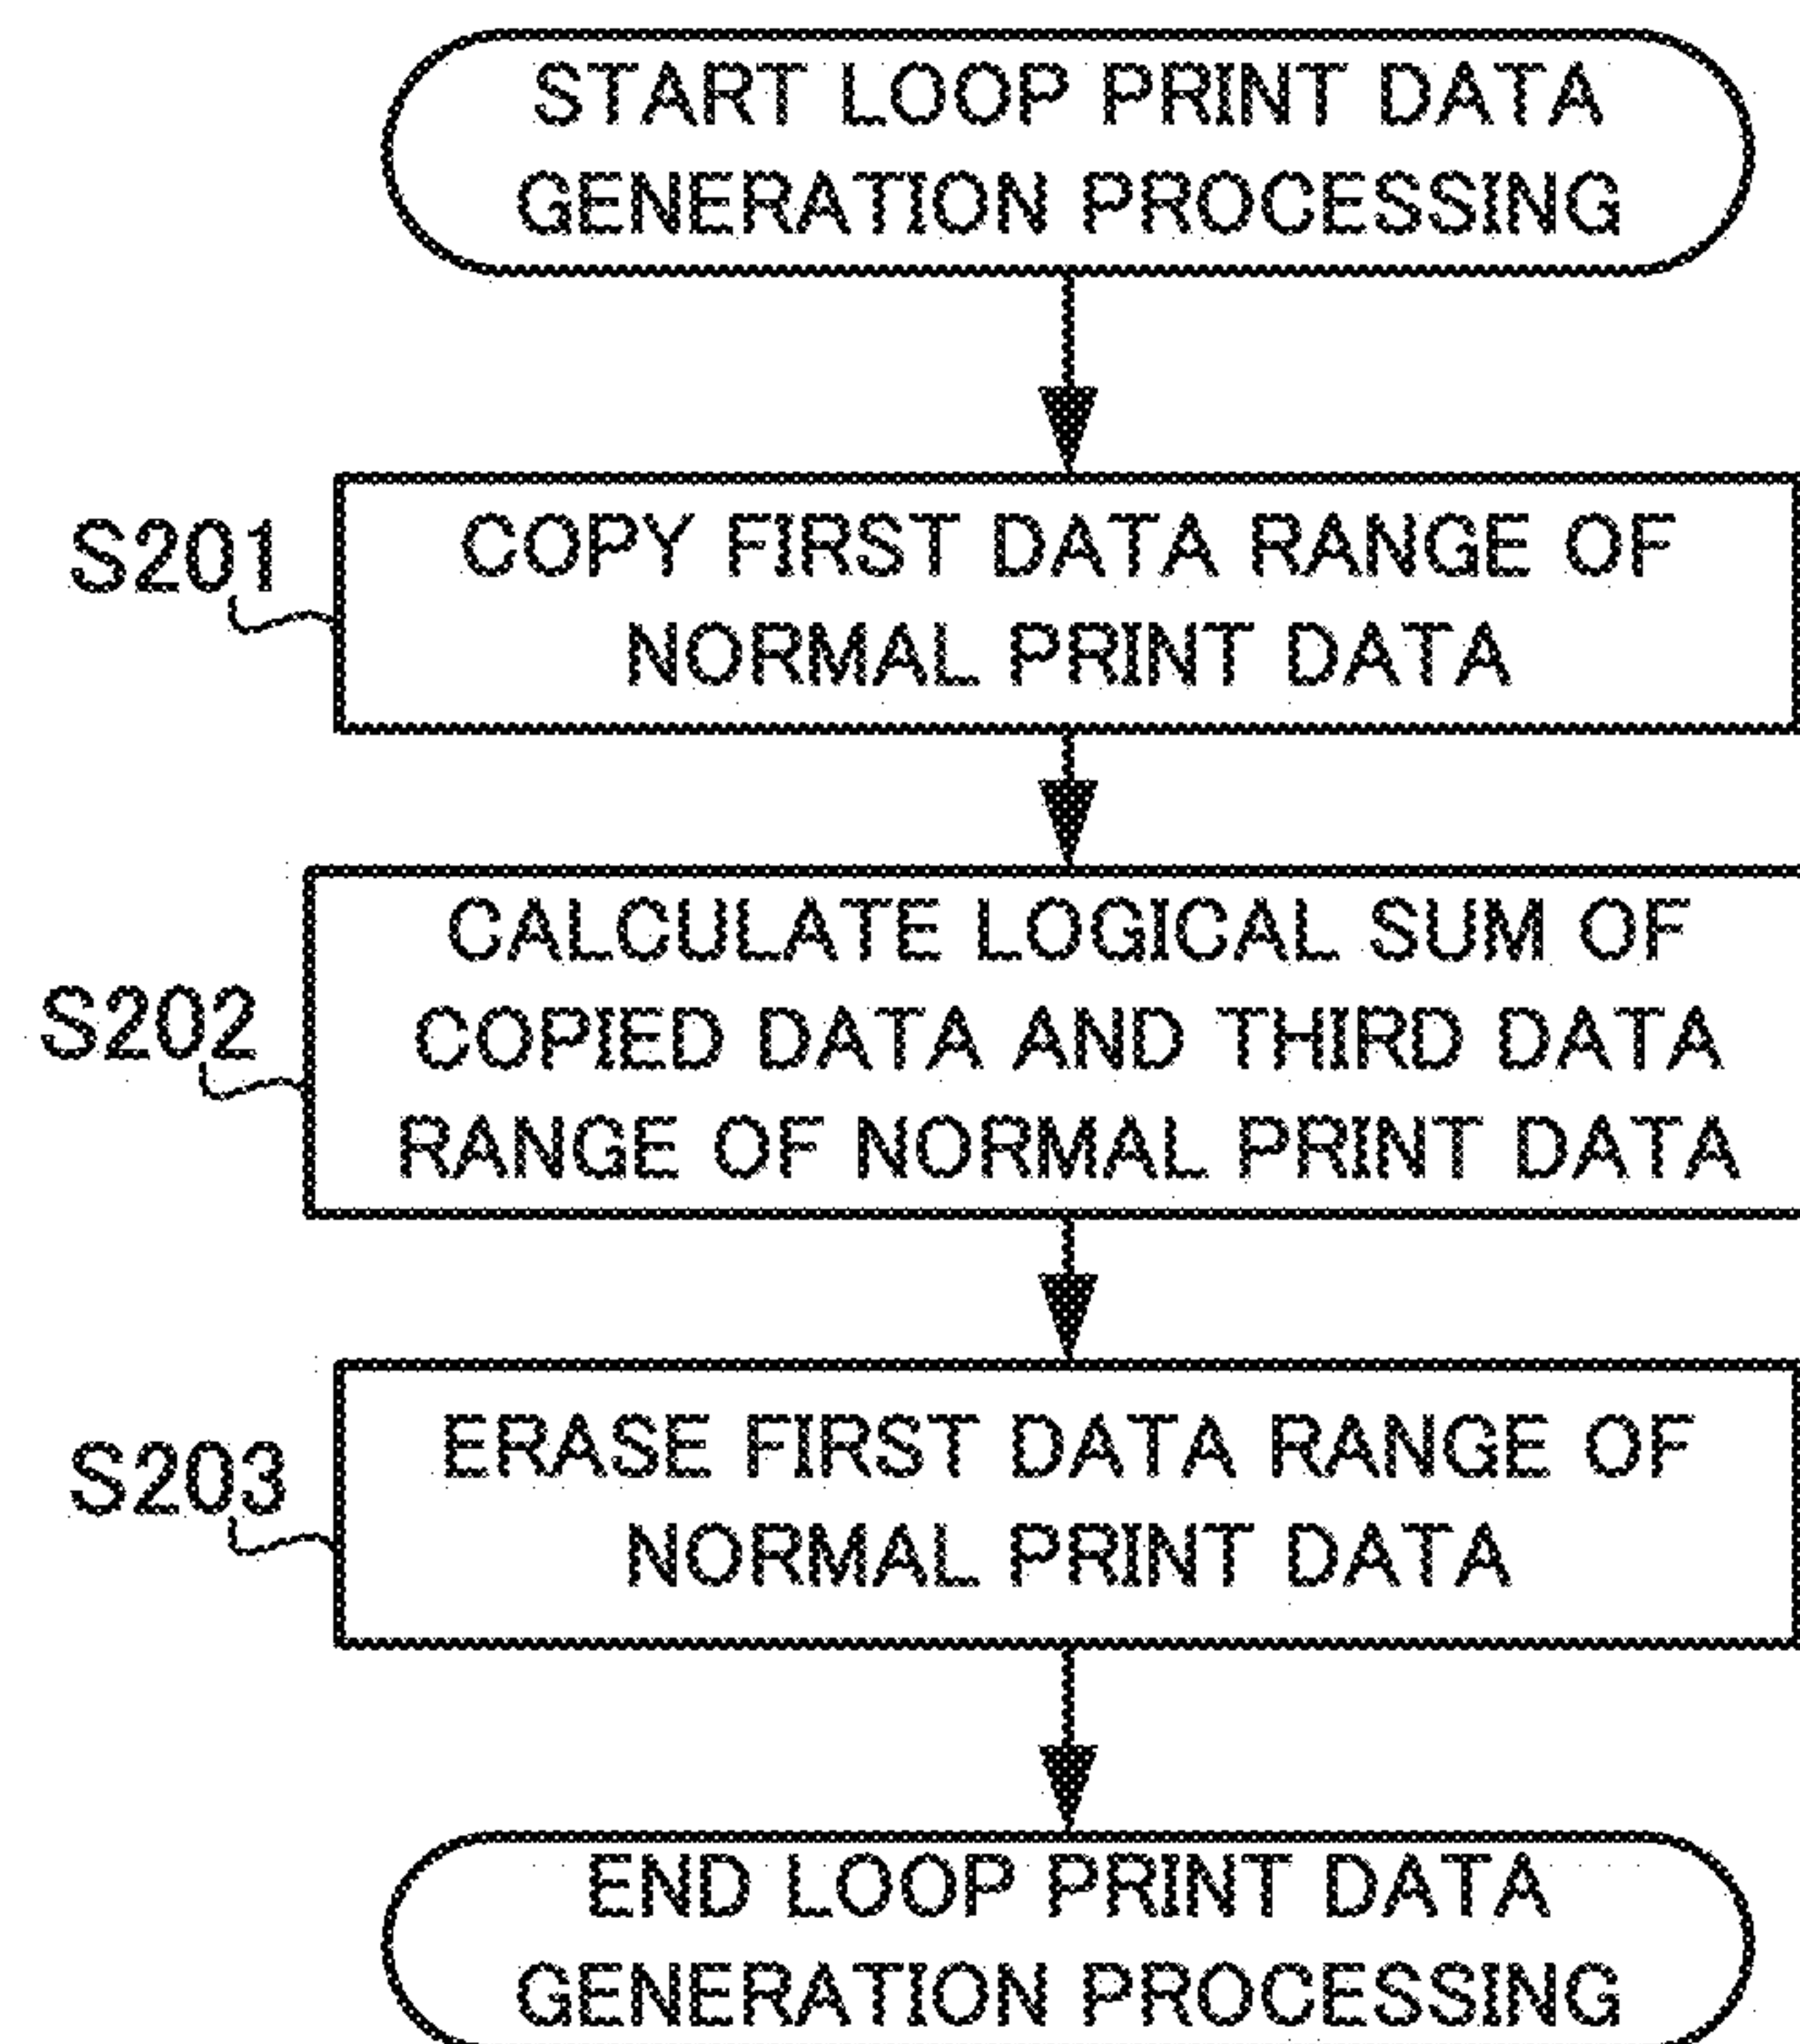 START LOOP PRINT DATA
GENERATION PROCESSING
S201
COPY FIRST DATA RANGE OF
NORMAL PRINT DATA
S202
CALCULATE LOGICAL SUM OF
COPIED DATA AND THIRD DATA
RANGE OF NORMAL PRINT DATA
S203
ERASE FIRST DATA RANGE OF
NORMAL PRINT DATA
END LOOP PRINT DATA
GENERATION PROCESSING